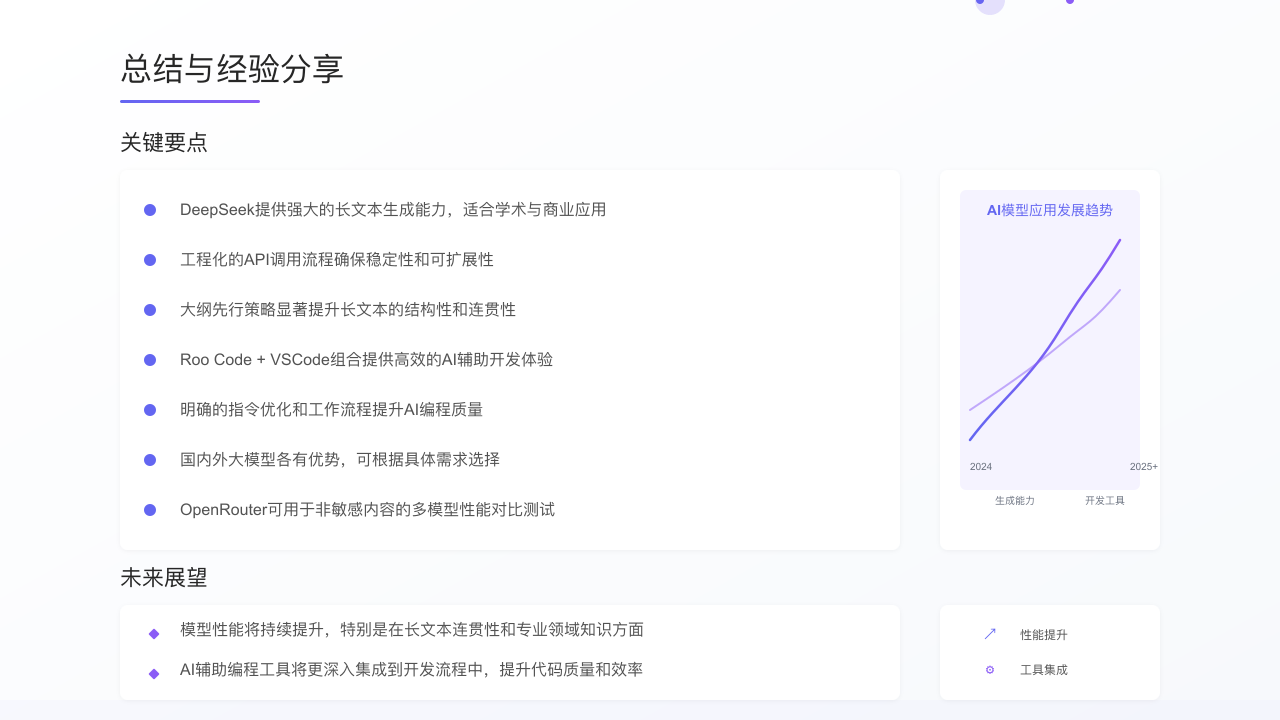 总结与经验分享
关键要点
DeepSeek提供强大的长文本生成能力，适合学术与商业应用
工程化的API调用流程确保稳定性和可扩展性
大纲先行策略显著提升长文本的结构性和连贯性
Roo Code + VSCode组合提供高效的AI辅助开发体验
明确的指令优化和工作流程提升AI编程质量
国内外大模型各有优势，可根据具体需求选择
OpenRouter可用于非敏感内容的多模型性能对比测试
AI模型应用发展趋势
2024 2025+
生成能力 开发工具
未来展望
模型性能将持续提升，特别是在长文本连贯性和专业领域知识方面
AI辅助编程工具将更深入集成到开发流程中，提升代码质量和效率
性能提升
工具集成